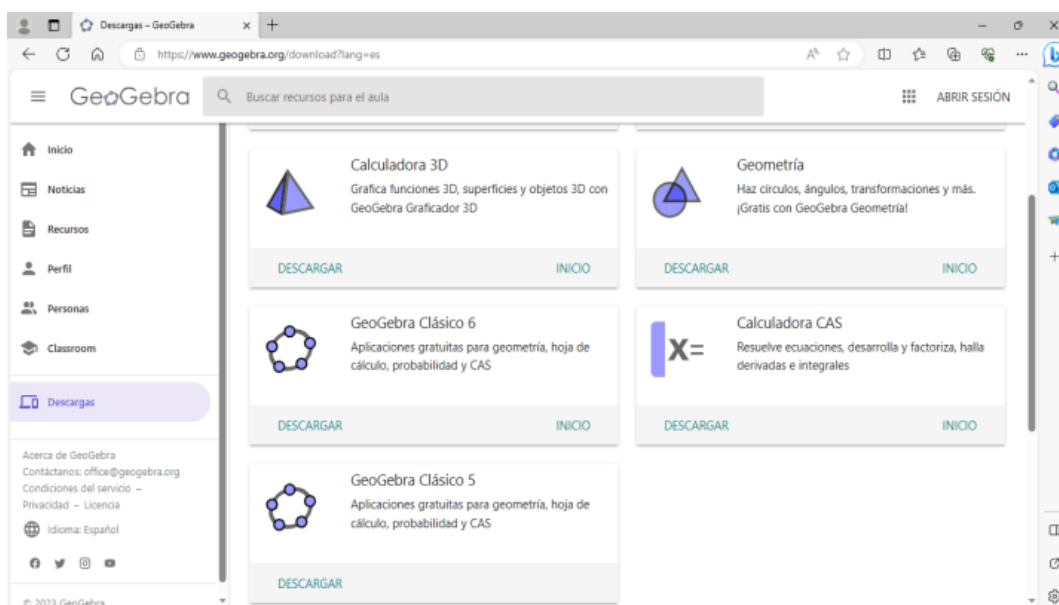 Descargas – GeoGebra
https://www.geogebra.org/download?lang=es
GeoGebra
Buscar recursos para el aula
ABRIR SESIÓN
Inicio
Noticias
Recursos
Perfil
Personas
Classroom
Descargas
Acerca de GeoGebra
Contáctanos: office@geogebra.org
Condiciones del servicio –
Privacidad – Licencia
Idioma: Español
© 2023 GeoGebra
Calculadora 3D
Grafica funciones 3D, superficies y objetos 3D con
GeoGebra Graficador 3D
DESCARGAR INICIO
Geometría
Haz círculos, ángulos, transformaciones y más.
¡Gratis con GeoGebra Geometría!
DESCARGAR INICIO
GeoGebra Clásico 6
Aplicaciones gratuitas para geometría, hoja de
cálculo, probabilidad y CAS
DESCARGAR INICIO
X=
Calculadora CAS
Resuelve ecuaciones, desarrolla y factoriza, halla
derivadas e integrales
DESCARGAR INICIO
GeoGebra Clásico 5
Aplicaciones gratuitas para geometría, hoja de
cálculo, probabilidad y CAS
DESCARGAR